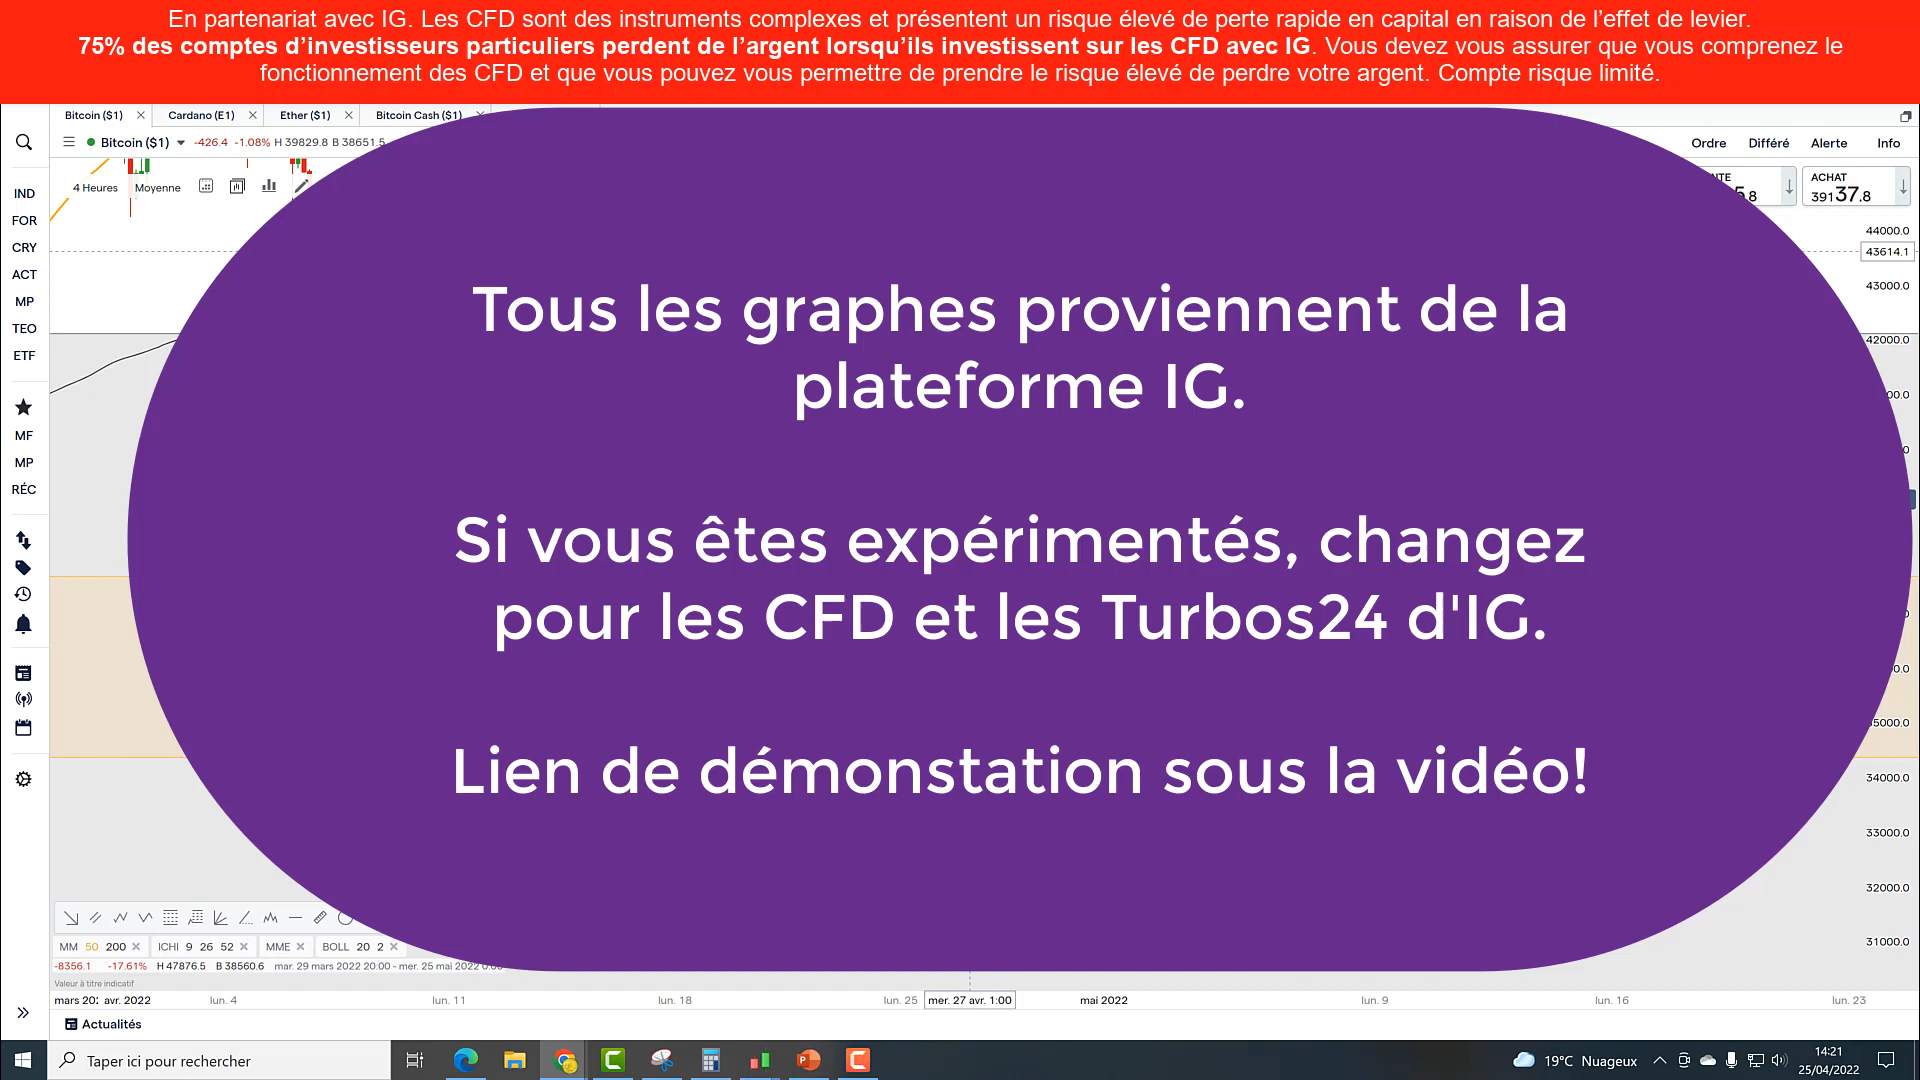 En partenariat avec IG. Les CFD sont des instruments complexes et présentent un risque élevé de perte rapide en capital en raison de l’effet de levier.
75% des comptes d’investisseurs particuliers perdent de l’argent lorsqu’ils investissent sur les CFD avec IG. Vous devez vous assurer que vous comprenez le
fonctionnement des CFD et que vous pouvez vous permettre de prendre le risque élevé de perdre votre argent. Compte risque limité.
Bitcoin ($1) Cardano (E1) Ether ($1) Bitcoin Cash ($1)
Bitcoin ($1) -426.4 -1.08% H 39829.8 B 38651.5
Ordre Différé Alerte Info
4 Heures Moyenne
ACHAT
39137.8
IND
FOR
CRY
ACT
MP
TEO
ETF
MF
MP
RÉC
44000.0
43614.1
43000.0
42000.0
34000.0
33000.0
32000.0
31000.0
Tous les graphes proviennent de la
plateforme IG.
Si vous êtes expérimentés, changez
pour les CFD et les Turbos24 d'IG.
Lien de démonstation sous la vidéo!
MM 50 200 ICHI 9 26 52 MME BOLL 20 2
-8356.1 -17.61% H 47876.5 B 38560.6 mar. 29 mars 2022 20:00 - mer. 25 mai 2022
Valeur à titre indicatif
mars avr. 2022 lun. 4 lun. 11 lun. 18 lun. 25 mer. 27 avr. 1:00 mai 2022 lun. 9 lun. 16 lun. 23
Actualités
Taper ici pour rechercher
19°C Nuageux
14:21
25/04/2022